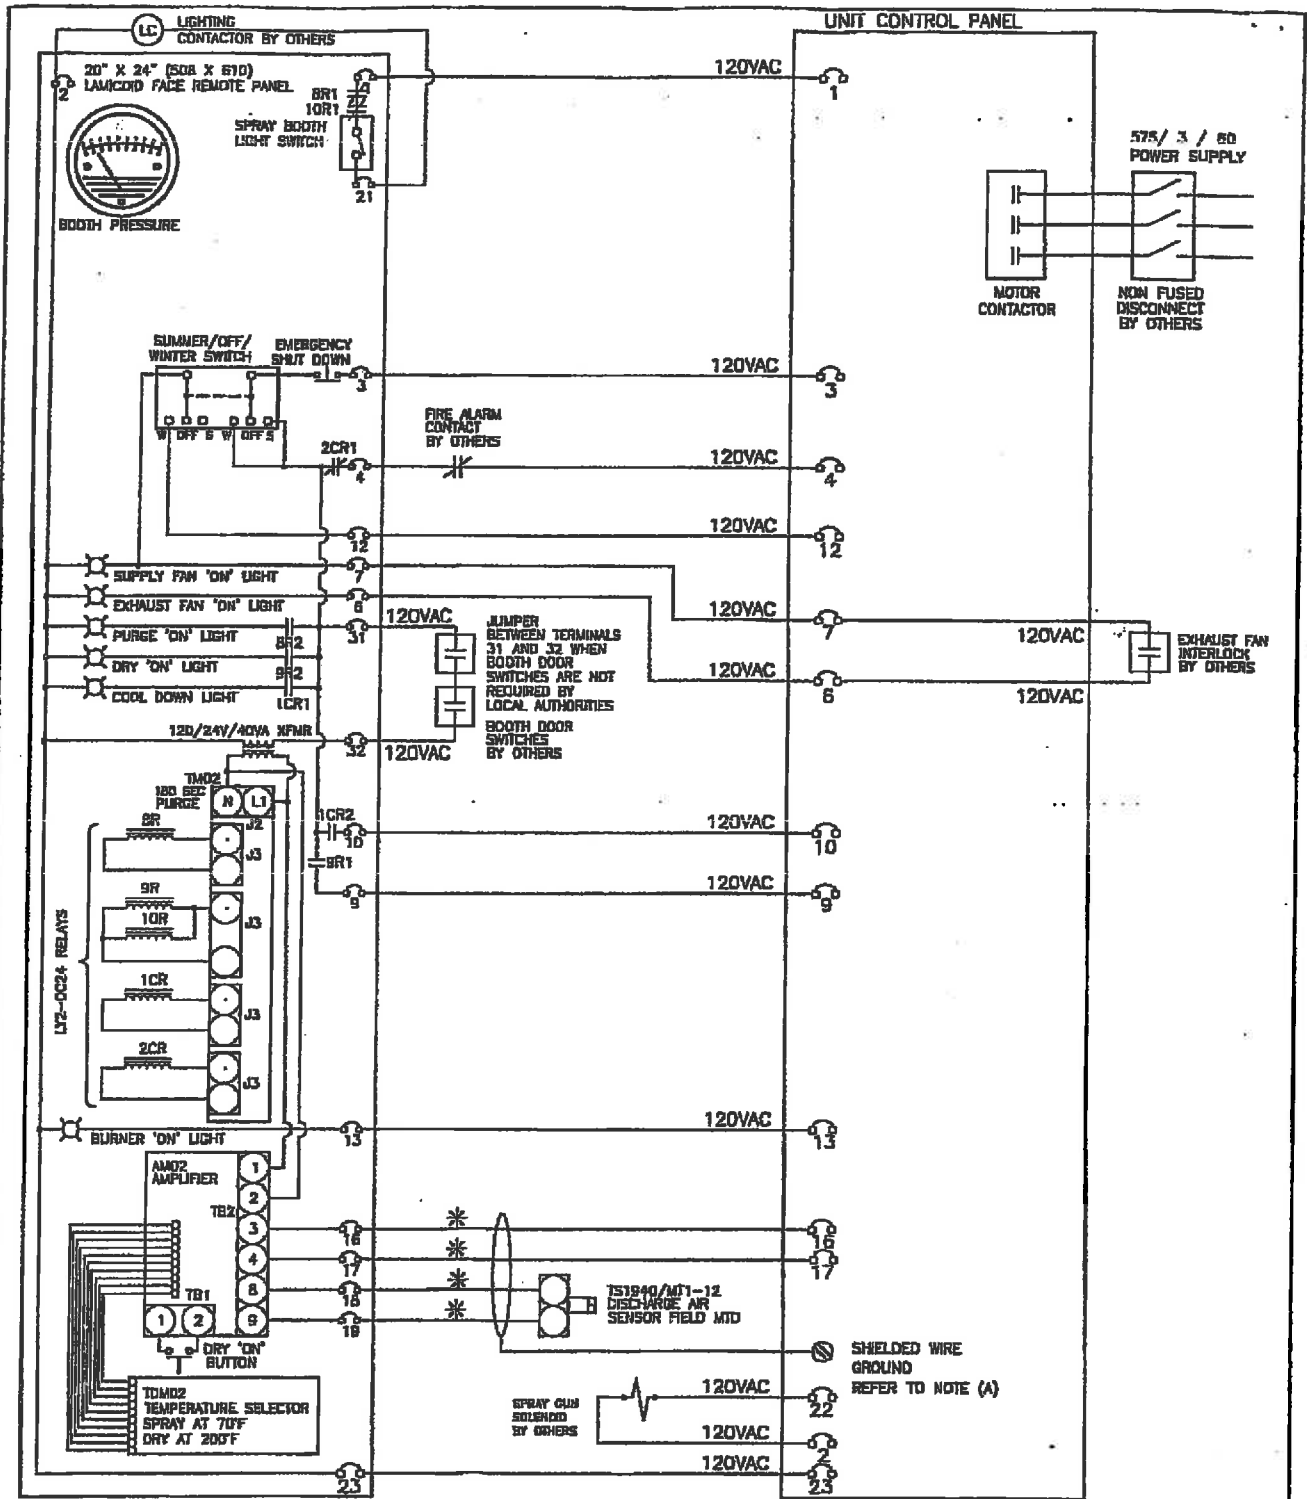 UNIT CONTROL PANEL
LC
LIGHTING
CONTACTOR BY OTHERS
20" X 24" (508 X 610)
LAMICOID FACE REMOTE PANEL
2
8R1
10R1
SPRAY BOOTH
LIGHT SWITCH
21
120VAC
1
BOOTH PRESSURE
575/ 3 / 60
POWER SUPPLY
MOTOR
CONTACTOR
NON FUSED
DISCONNECT
BY OTHERS
SUMMER/OFF/
WINTER SWITCH
EMERGENCY
SHUT DOWN
3
120VAC
3
W OFF S W OFF S
2CR1
4
FIRE ALARM
CONTACT
BY OTHERS
120VAC
4
12
120VAC
12
SUPPLY FAN "ON" LIGHT
7
EXHAUST FAN "ON" LIGHT
6
120VAC
7
120VAC
EXHAUST FAN
INTERLOCK
BY OTHERS
PURGE "ON" LIGHT
8R2
31
120VAC
DRY "ON" LIGHT
9R2
COOL DOWN LIGHT
1CR1
JUMPER
BETWEEN TERMINALS
31 AND 32 WHEN
BOOTH DOOR
SWITCHES ARE NOT
REQUIRED BY
LOCAL AUTHORITIES
BOOTH DOOR
SWITCHES
BY OTHERS
120VAC
6
120VAC
120/24V/40VA XFMR
32
120VAC
TM02
180 SEC
PURGE
N
L1
J2
8R
J3
1CR2
10
120VAC
10
9R1
9
120VAC
9
9R
10R
J3
LY2-DC24 RELAYS
1CR
J3
2CR
J3
BURNER "ON" LIGHT
13
120VAC
13
AM02
AMPLIFIER
1
2
TB2
3
16
16
4
17
17
8
18
9
19
TB1
1
2
DRY "ON"
BUTTON
TS1940/MT1-12
DISCHARGE AIR
SENSOR FIELD MTD
SHIELDED WIRE
GROUND
REFER TO NOTE (A)
TDM02
TEMPERATURE SELECTOR
SPRAY AT 70°F
DRY AT 200°F
SPRAY GUN
SOLENOID
BY OTHERS
120VAC
22
120VAC
2
23
120VAC
23